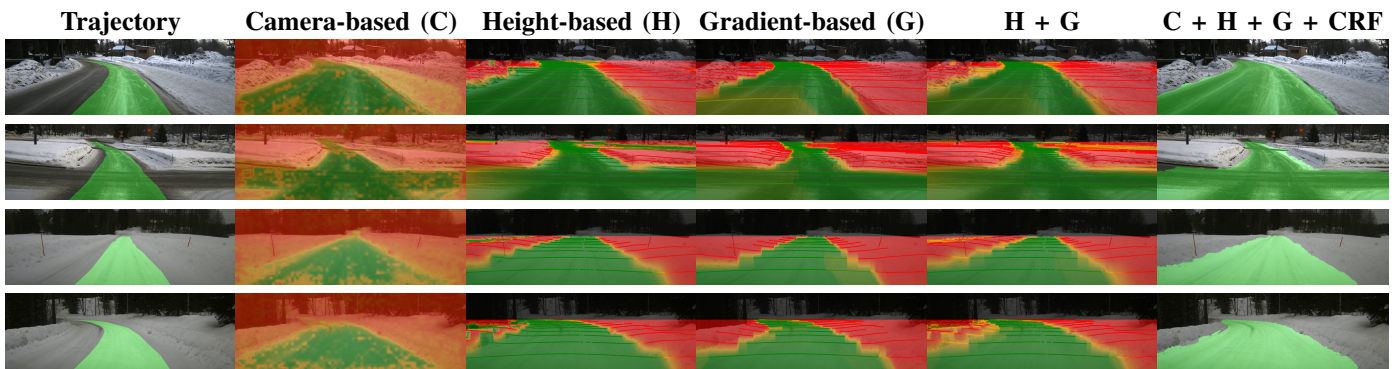 Trajectory Camera-based (C) Height-based (H) Gradient-based (G) H + G C + H + G + CRF